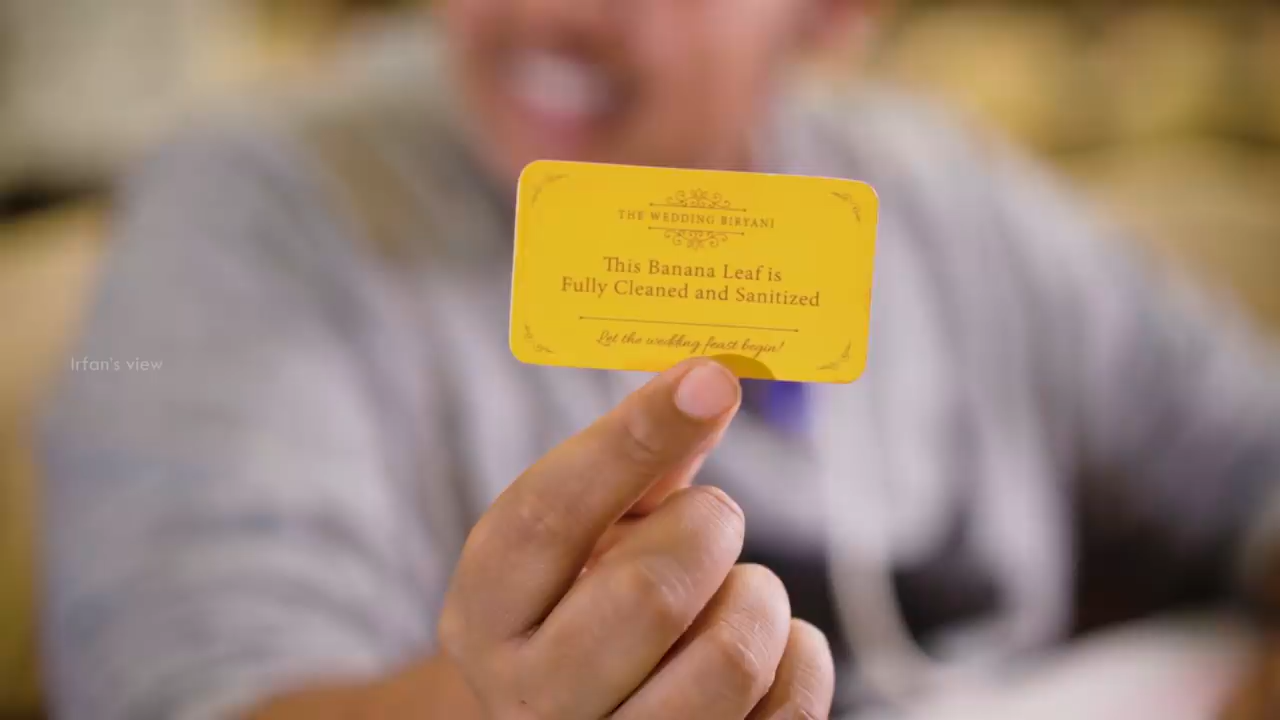 THE WEDDING BIRYANI
This Banana Leaf is
Fully Cleaned and Sanitized
Let the wedding feast begin!
Irfan's view